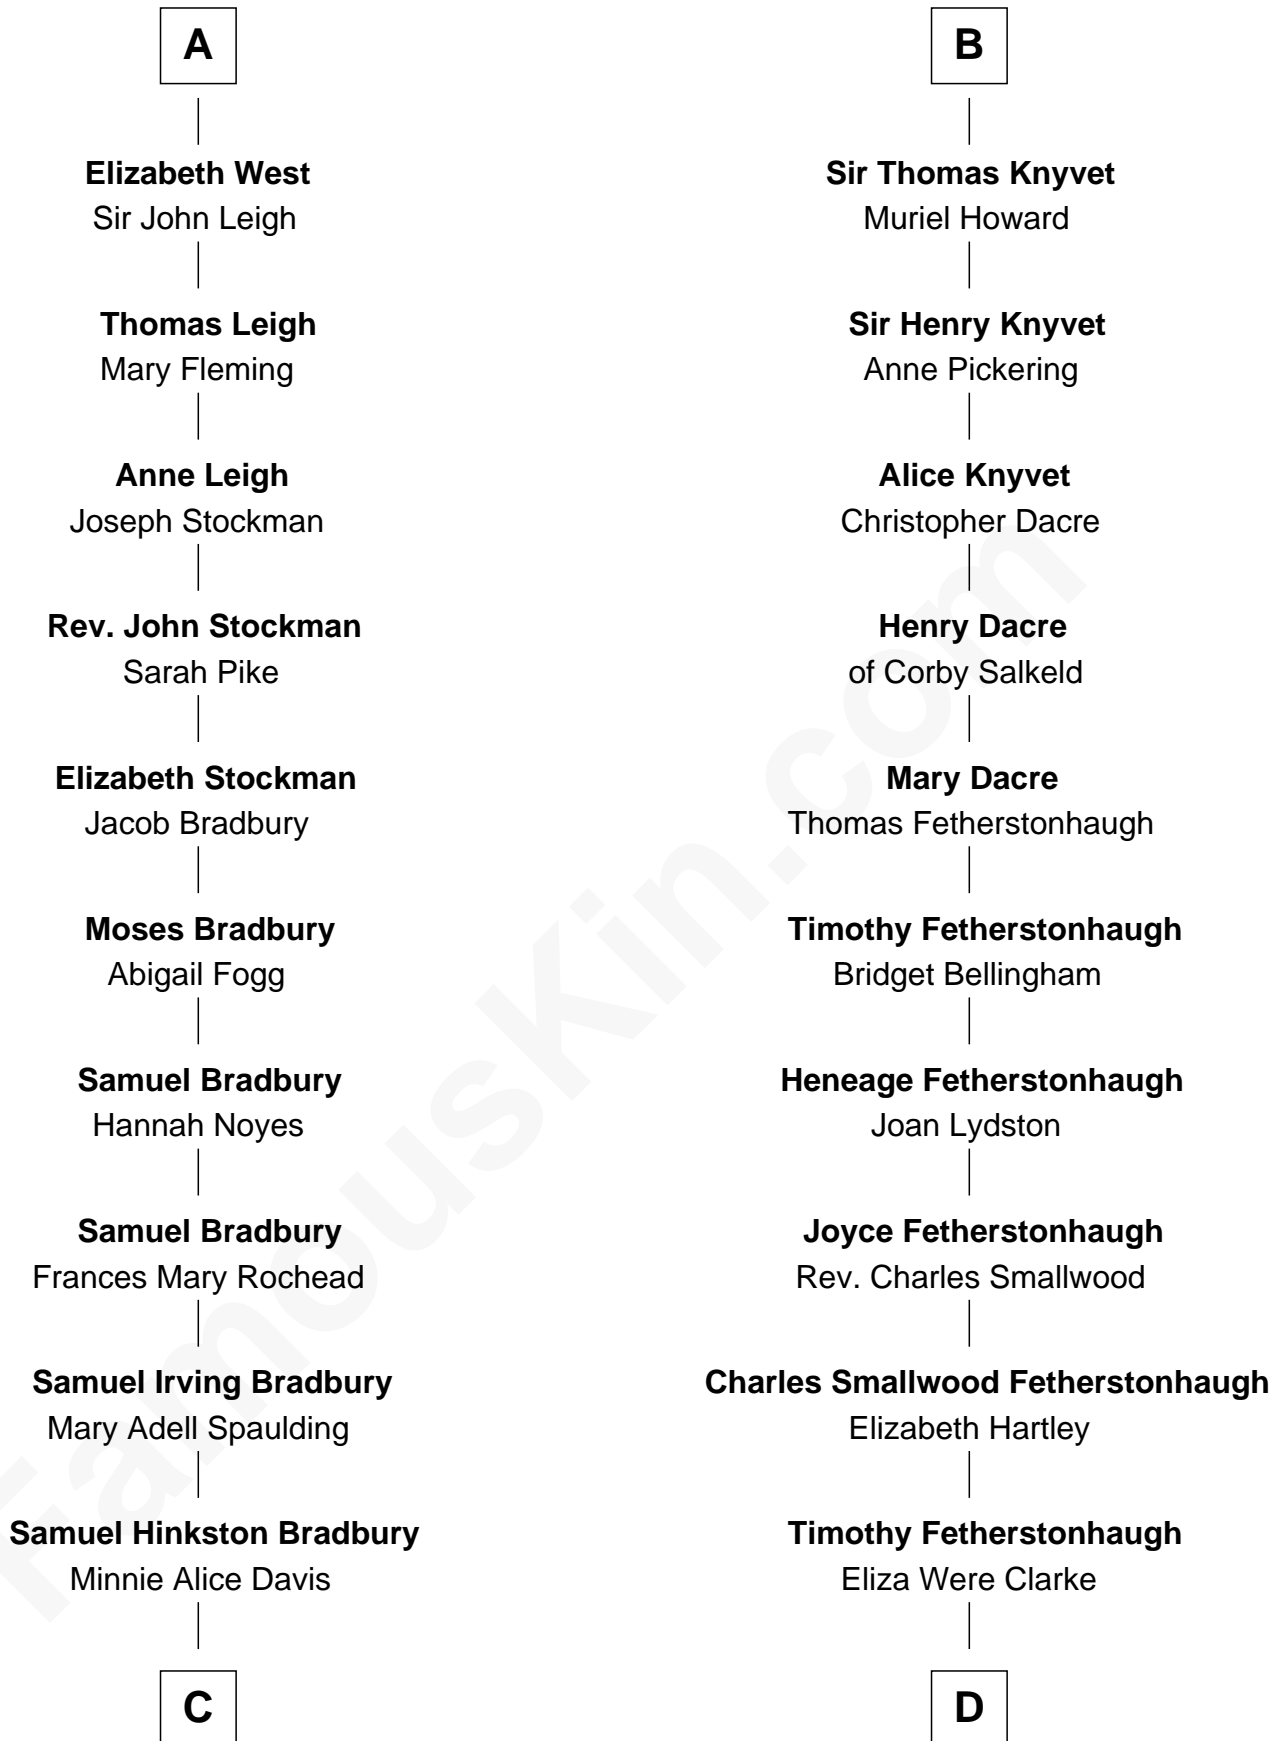 A
Elizabeth West
Sir John Leigh
Thomas Leigh
Mary Fleming
Anne Leigh
Joseph Stockman
Rev. John Stockman
Sarah Pike
Elizabeth Stockman
Jacob Bradbury
Moses Bradbury
Abigail Fogg
Samuel Bradbury
Hannah Noyes
Samuel Bradbury
Frances Mary Rochead
Samuel Irving Bradbury
Mary Adell Spaulding
Samuel Hinkston Bradbury
Minnie Alice Davis
C
B
Sir Thomas Knyvet
Muriel Howard
Sir Henry Knyvet
Anne Pickering
Alice Knyvet
Christopher Dacre
Henry Dacre
of Corby Salkeld
Mary Dacre
Thomas Fetherstonhaugh
Timothy Fetherstonhaugh
Bridget Bellingham
Heneage Fetherstonhaugh
Joan Lydston
Joyce Fetherstonhaugh
Rev. Charles Smallwood
Charles Smallwood Fetherstonhaugh
Elizabeth Hartley
Timothy Fetherstonhaugh
Eliza Were Clarke
D
FamousKin.com